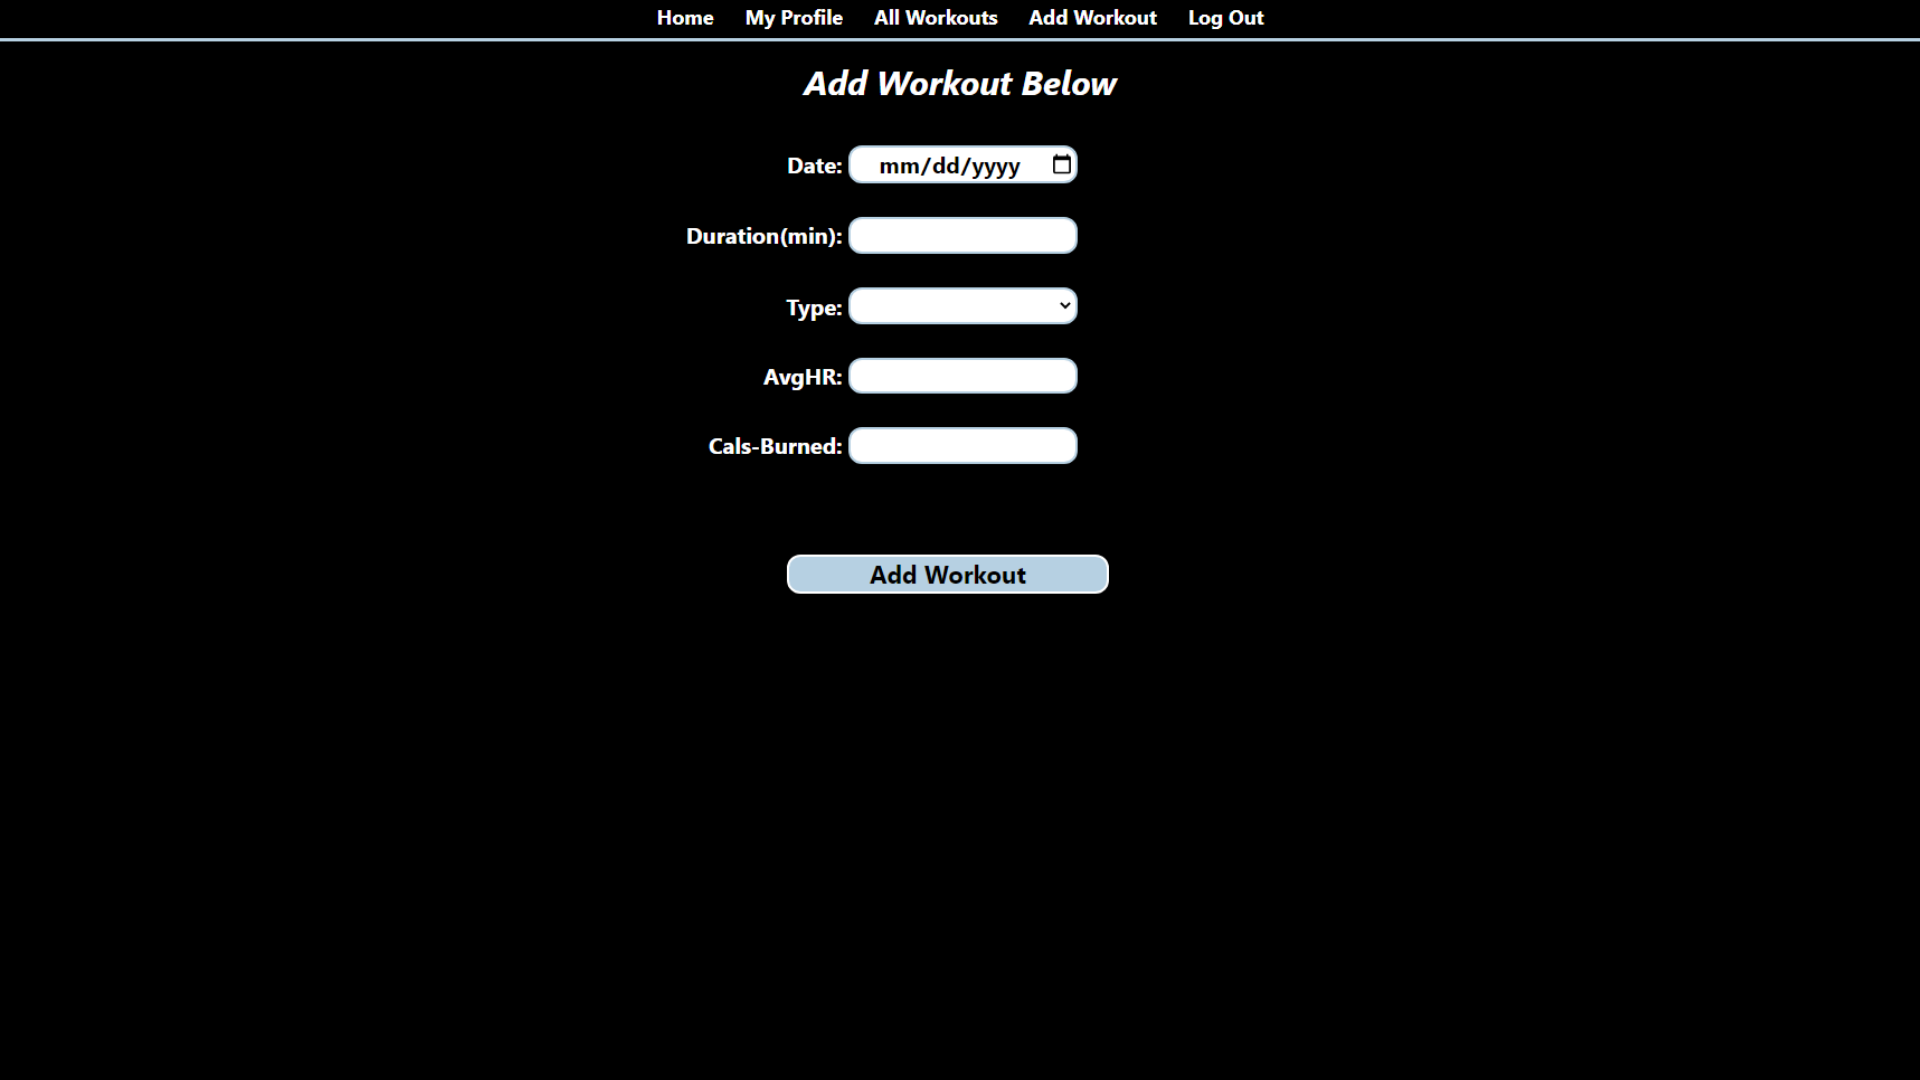 Home My Profile All Workouts Add Workout Log Out
Add Workout Below
Date: mm/dd/yyyy
Duration(min):
Type:
AvgHR:
Cals-Burned:
Add Workout